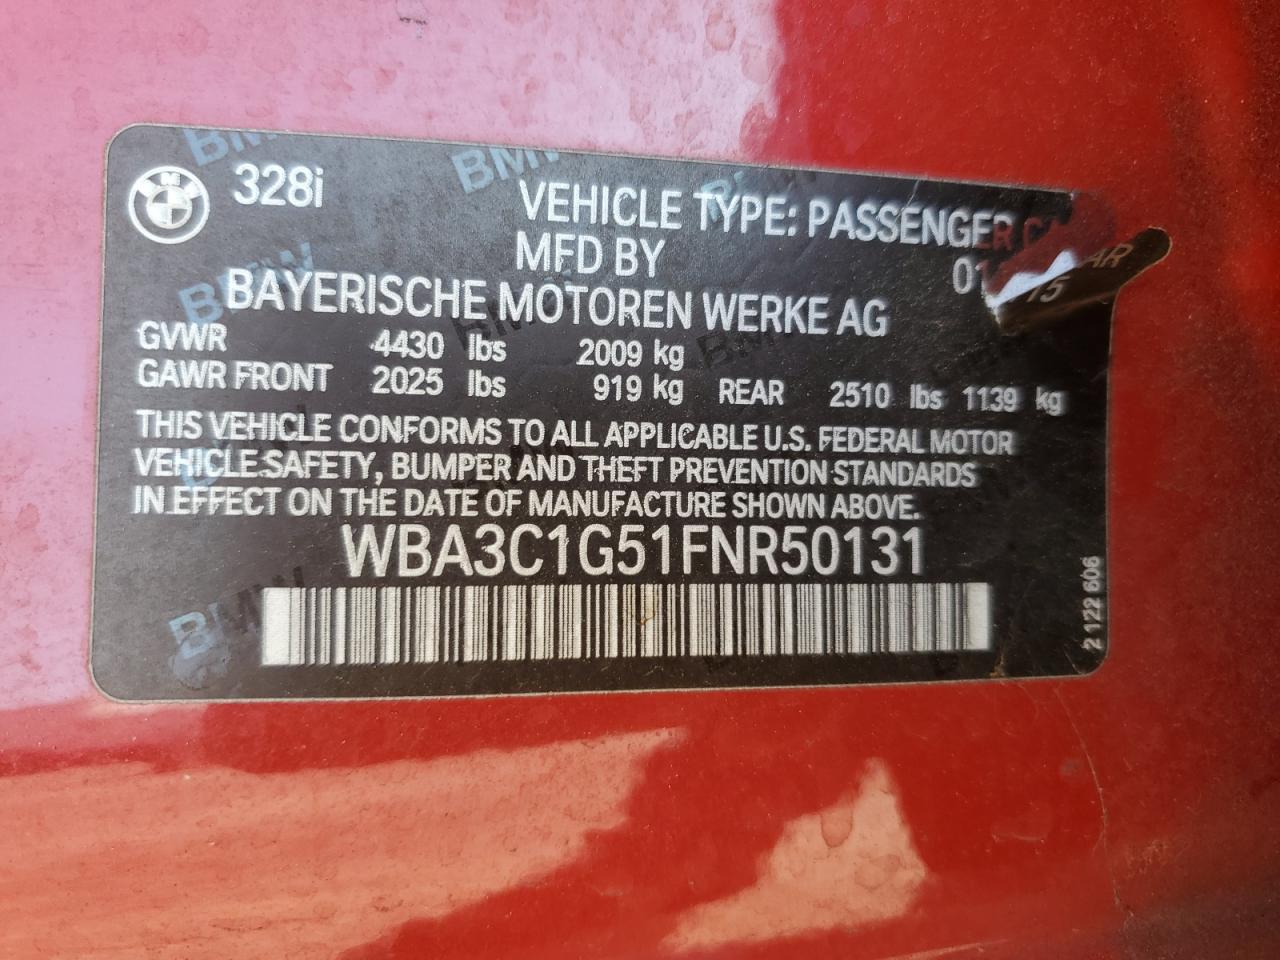 328i
VEHICLE TYPE: PASSENGER CAR
MFD BY
BAYERISCHE MOTOREN WERKE AG
GVWR 4430 lbs 2009 kg
GAWR FRONT 2025 lbs 919 kg REAR 2510 lbs 1139 kg
THIS VEHICLE CONFORMS TO ALL APPLICABLE U.S. FEDERAL MOTOR
VEHICLE SAFETY, BUMPER AND THEFT PREVENTION STANDARDS
IN EFFECT ON THE DATE OF MANUFACTURE SHOWN ABOVE.
WBA3C1G51FNR50131
2 122 606